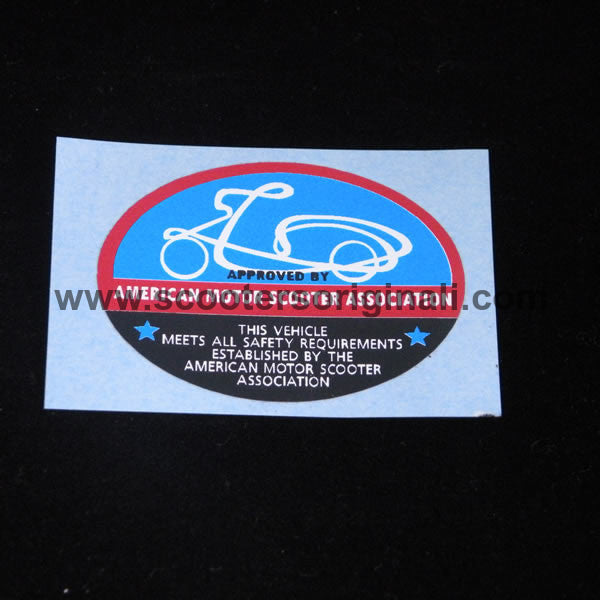 APPROVED BY
AMERICAN MOTOR SCOOTER ASSOCIATION
www.scootersoriginali.com
THIS VEHICLE
MEETS ALL SAFETY REQUIREMENTS
ESTABLISHED BY THE
AMERICAN MOTOR SCOOTER
ASSOCIATION